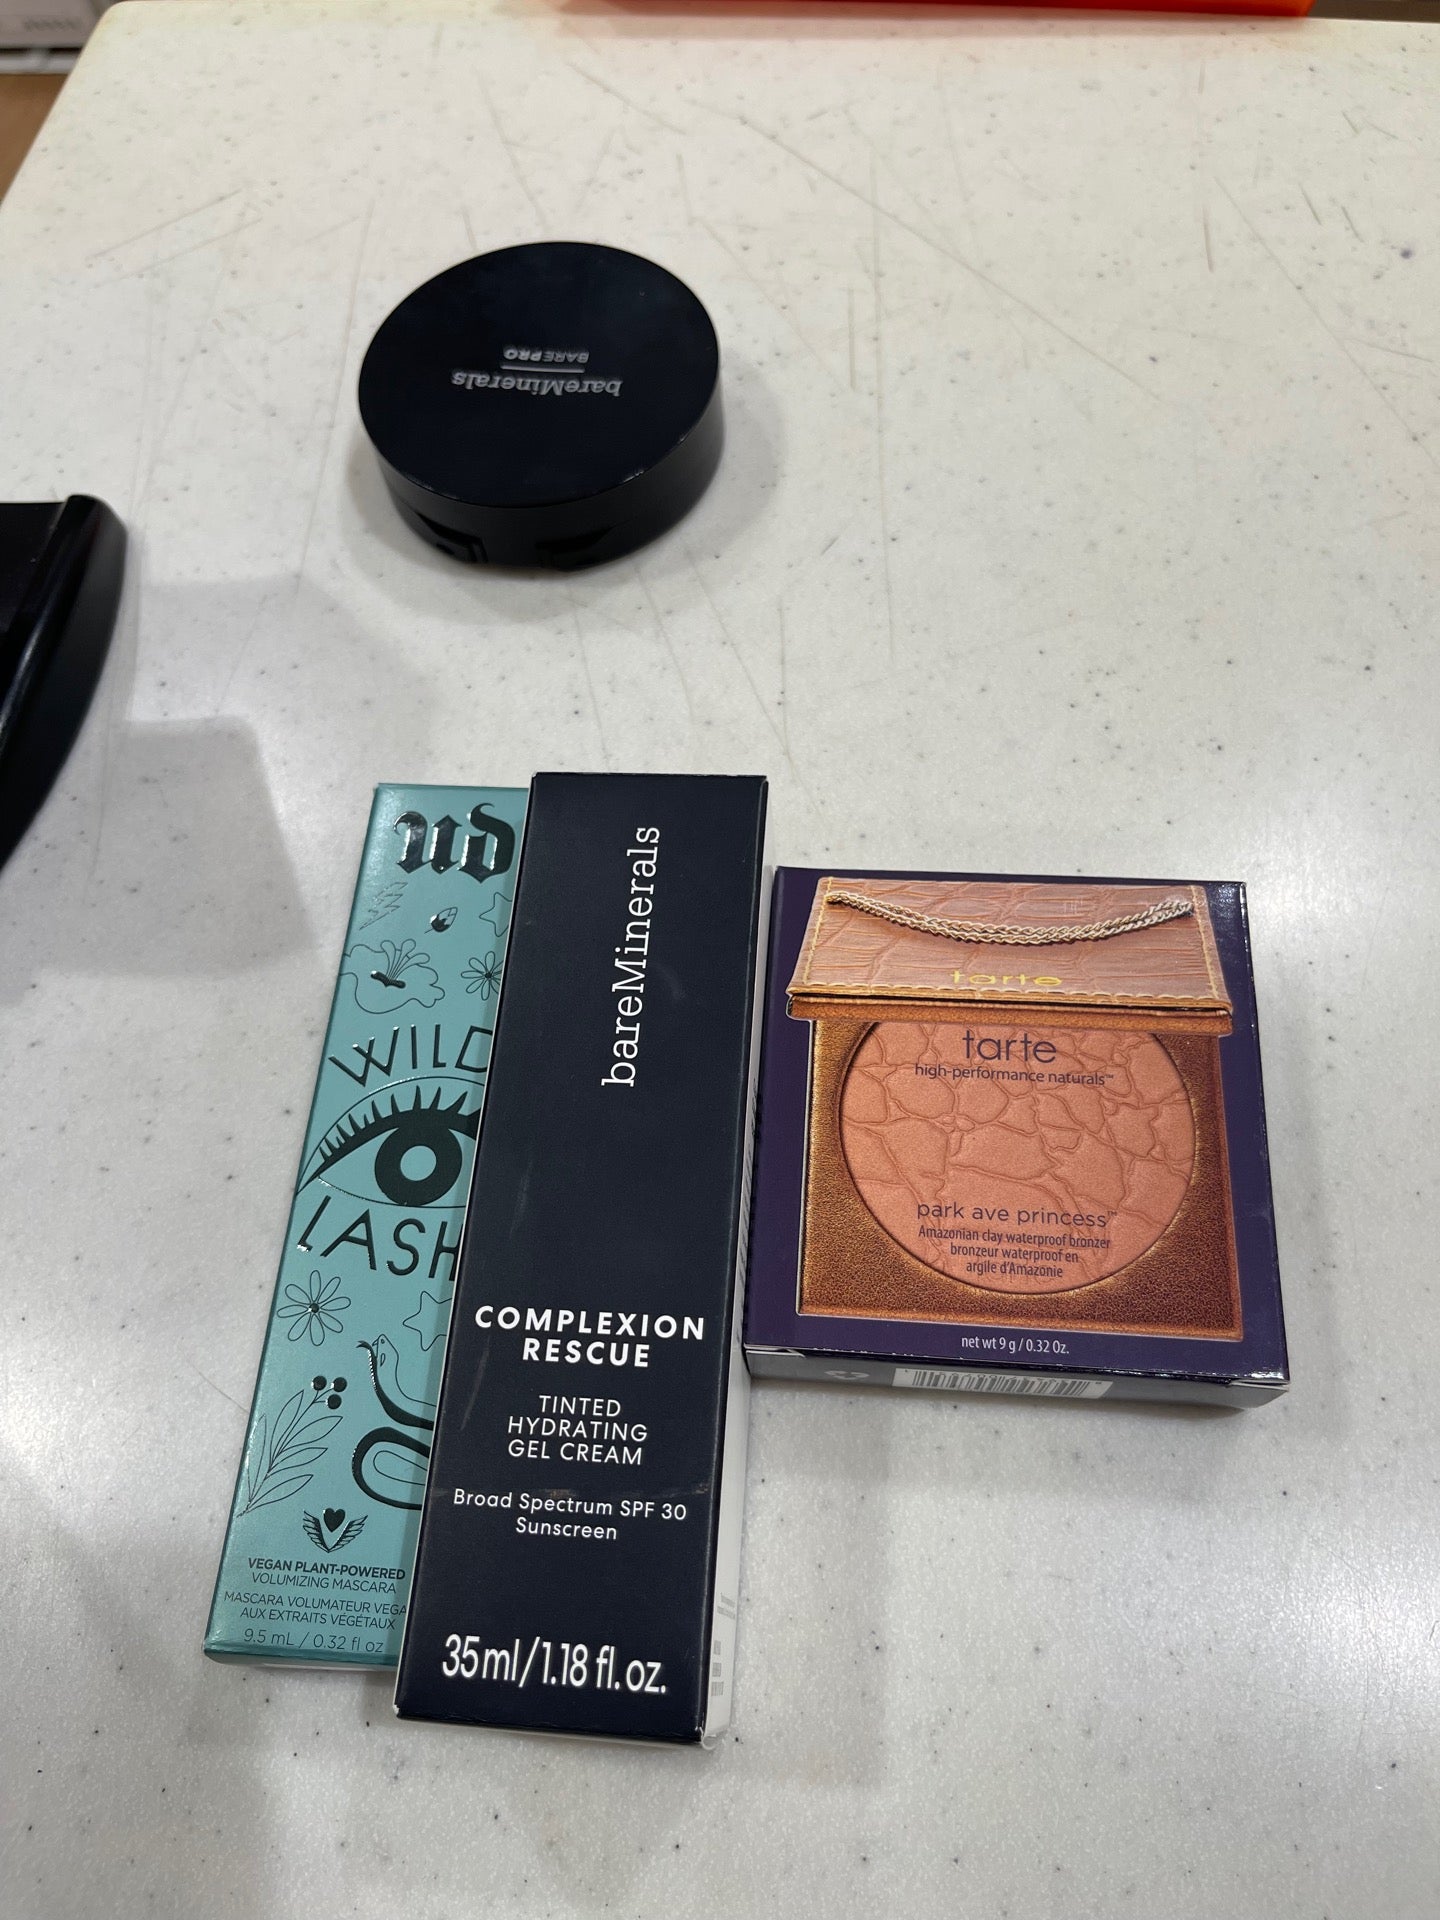 bareMinerals
BAREPRO
UD
WILD
LASH
VEGAN PLANT-POWERED
VOLUMIZING MASCARA
MASCARA VOLUMATEUR VEGA
AUX EXTRAITS VÉGÉTAUX
9.5 mL / 0.32 fl oz
bareMinerals
COMPLEXION
RESCUE
TINTED
HYDRATING
GEL CREAM
Broad Spectrum SPF 30
Sunscreen
35ml/1.18 fl. oz.
tarte
tarte
high-performance naturals™
park ave princess™
Amazonian clay waterproof bronzer
bronzeur waterproof en
argile d'Amazonie
net wt 9 g / 0.32 Oz.